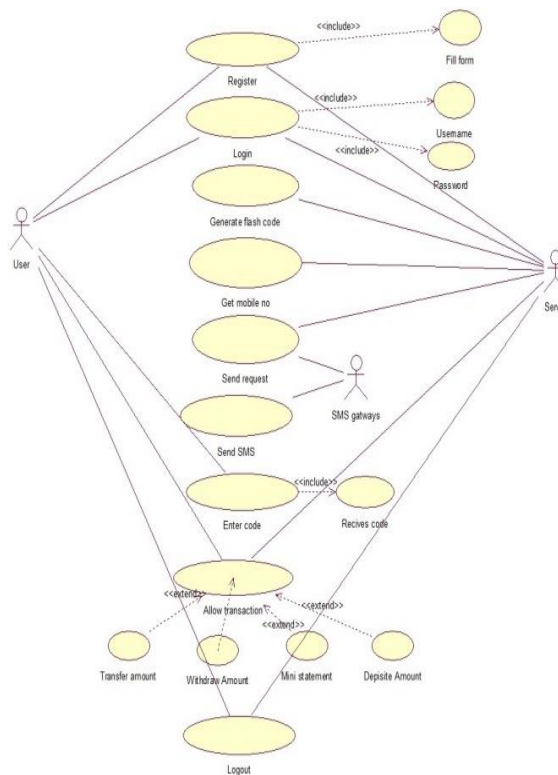 <<include>>
Fill form
Register
<<include>>
Username
Login
<<include>>
Password
Generate flash code
User
Get mobile no
Send request
SMS gatways
Send SMS
<<include>>
Enter code
Recives code
<<extend>>
Allow transaction
<<extend>>
<<extend>>
Transfer amount
Withdraw Amount
Mini statement
Depisite Amount
Logout